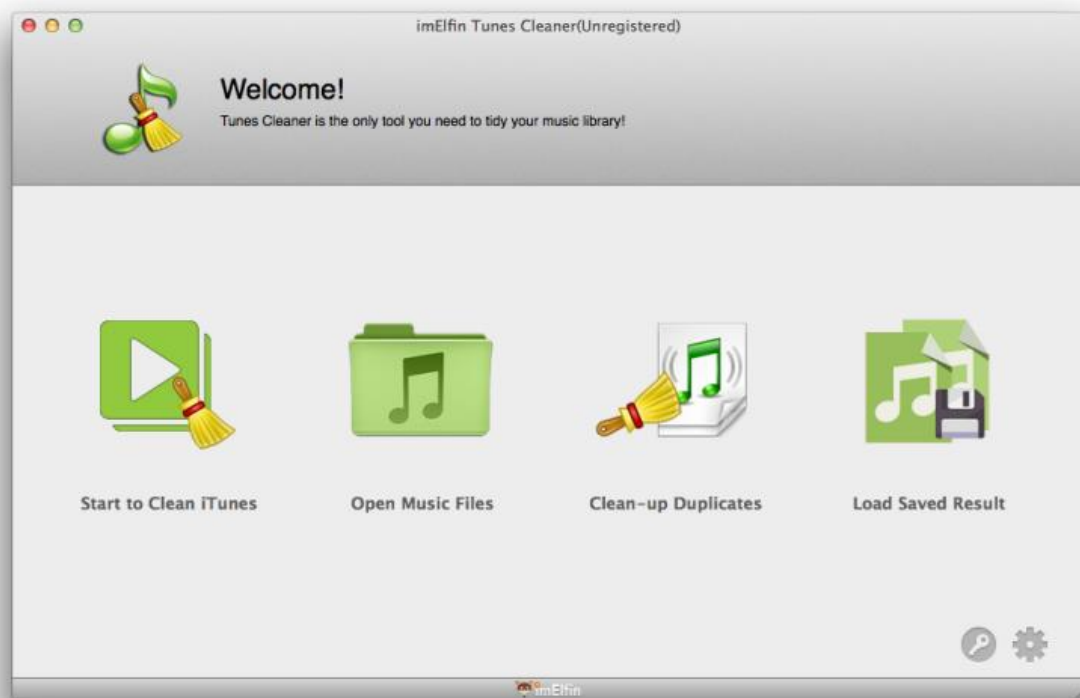 imElfin Tunes Cleaner(Unregistered)
Welcome!
Tunes Cleaner is the only tool you need to tidy your music library!
Start to Clean iTunes
Open Music Files
Clean-up Duplicates
Load Saved Result
imElfin